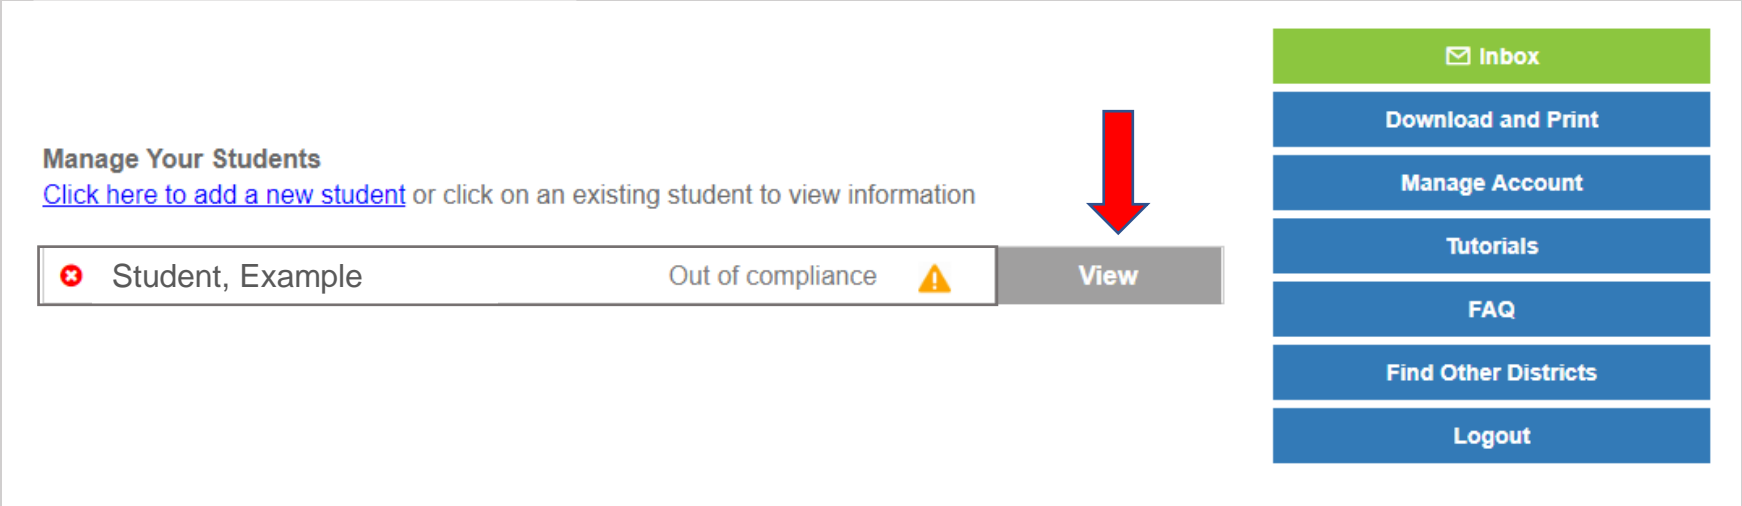 Inbox
Download and Print
Manage Your Students
Manage Account
Click here to add a new student or click on an existing student to view information
Tutorials
Student, Example Out of compliance View
FAQ
Find Other Districts
Logout